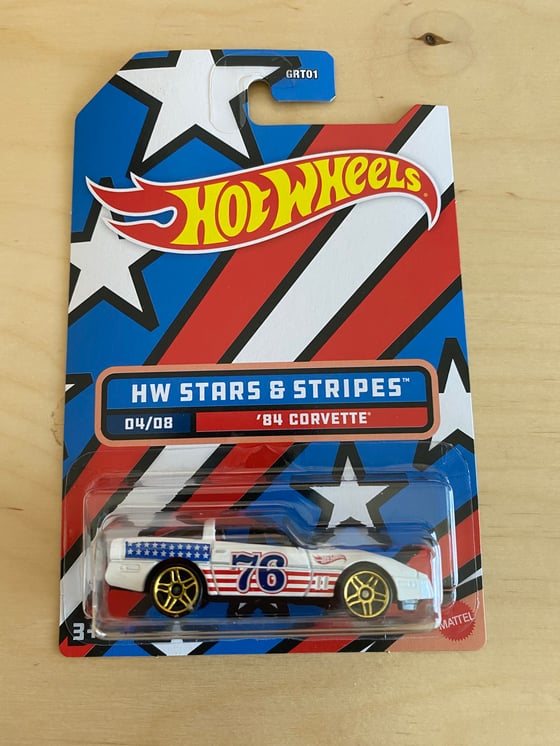 GRT01
HOT WHEELS®
HW STARS & STRIPES™
04/08
'84 CORVETTE®
76
3+
MATTEL